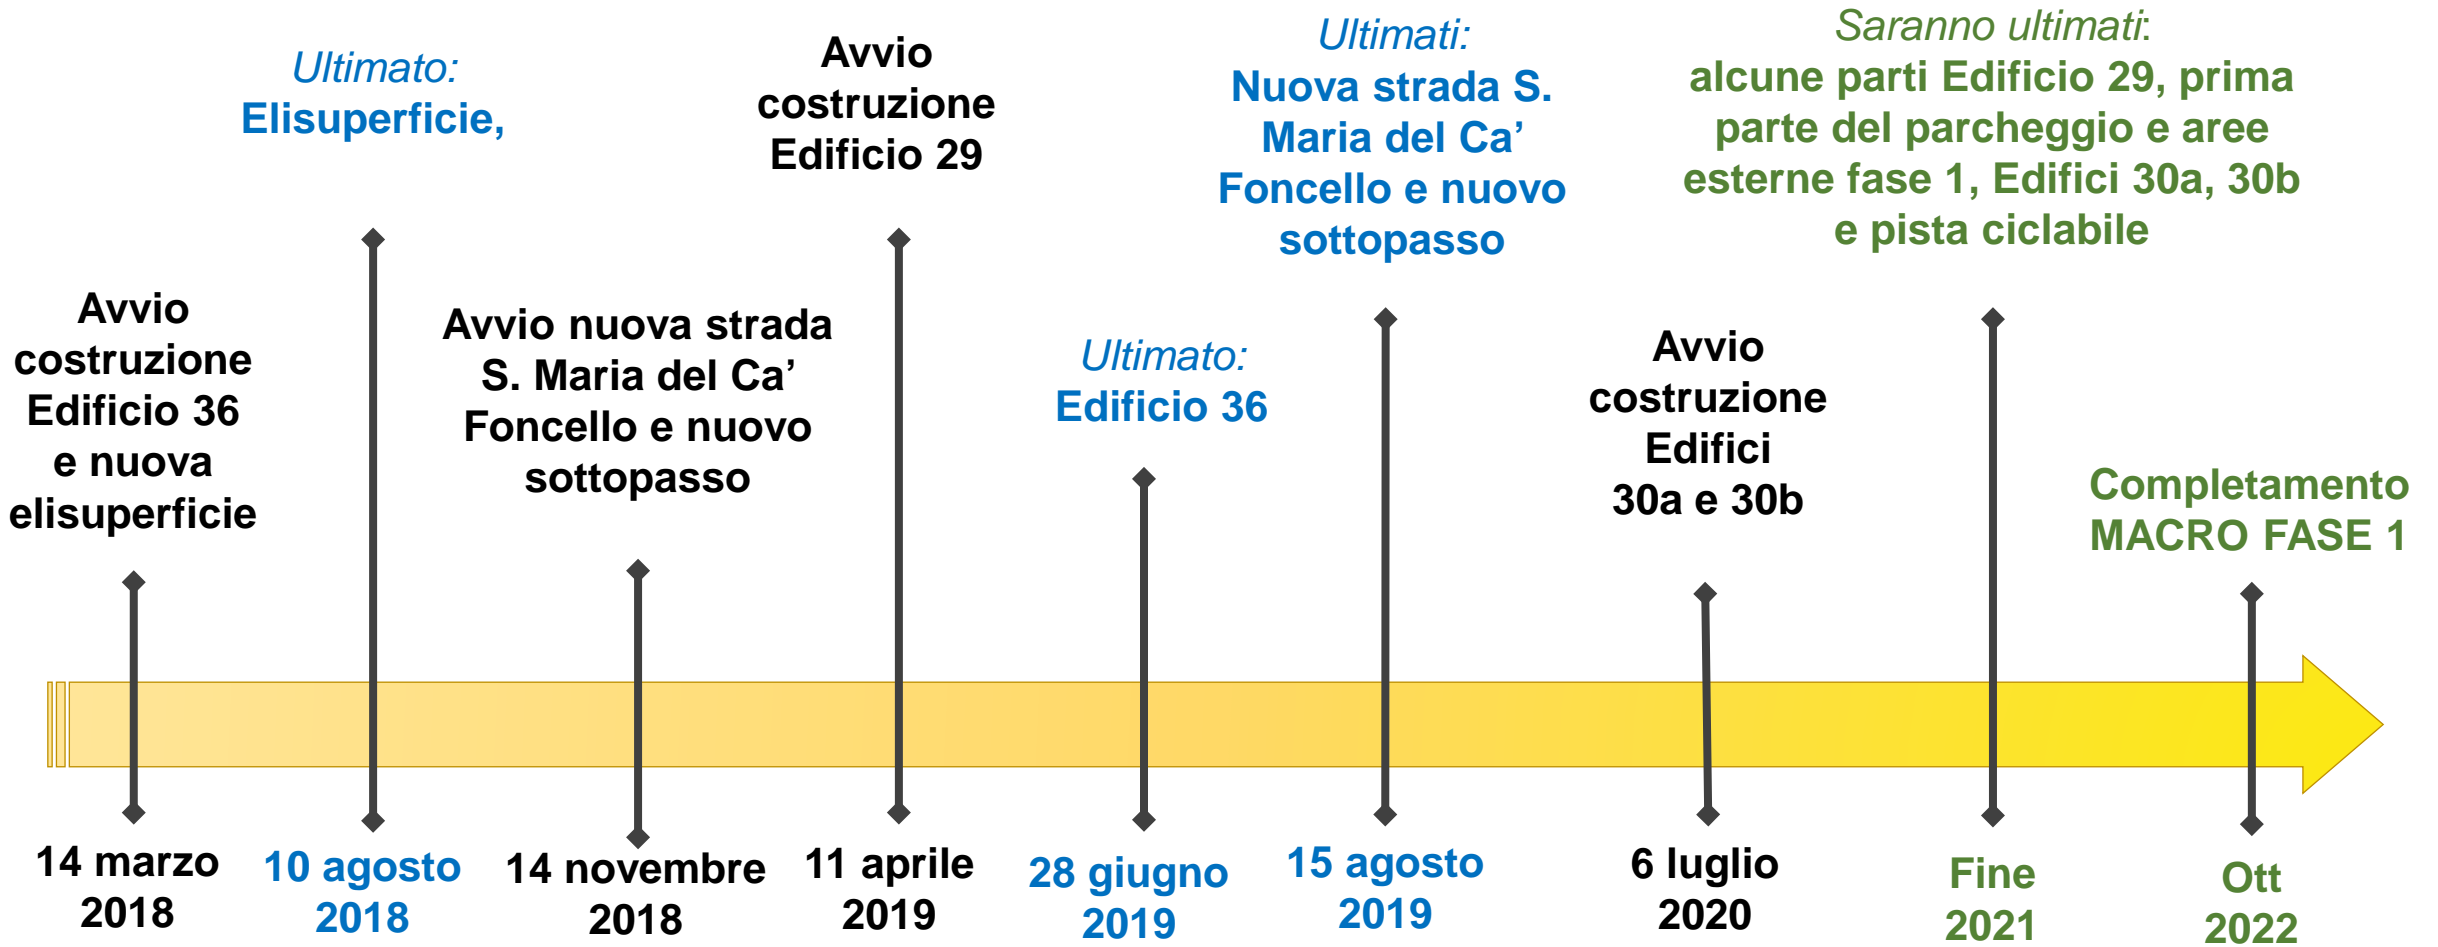 Avvio
costruzione
Edificio 36
e nuova
elisuperficie
14 marzo
2018
Ultimato:
Elisuperficie,
10 agosto
2018
Avvio nuova strada
S. Maria del Ca’
Foncello e nuovo
sottopasso
14 novembre
2018
Avvio
costruzione
Edificio 29
11 aprile
2019
Ultimato:
Edificio 36
28 giugno
2019
Ultimati:
Nuova strada S.
Maria del Ca’
Foncello e nuovo
sottopasso
15 agosto
2019
Avvio
costruzione
Edifici
30a e 30b
6 luglio
2020
Saranno ultimati:
alcune parti Edificio 29, prima
parte del parcheggio e aree
esterne fase 1, Edifici 30a, 30b
e pista ciclabile
Fine
2021
Completamento
MACRO FASE 1
Ott
2022